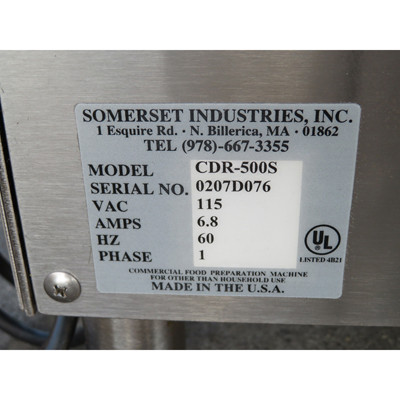 SOMERSET INDUSTRIES, INC.
1 Esquire Rd. · N. Billerica, MA · 01862
TEL (978)-667-3355
MODEL CDR-500S
SERIAL NO. 0207D076
VAC 115
AMPS 6.8
HZ 60
PHASE 1
UL
LISTED 4B21
COMMERCIAL FOOD PREPARATION MACHINE
FOR OTHER THAN HOUSEHOLD USE
MADE IN THE U.S.A.